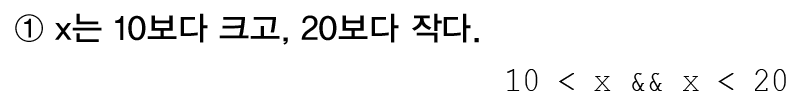 ① x는 10보다 크고, 20보다 작다.
10 < x && x < 20